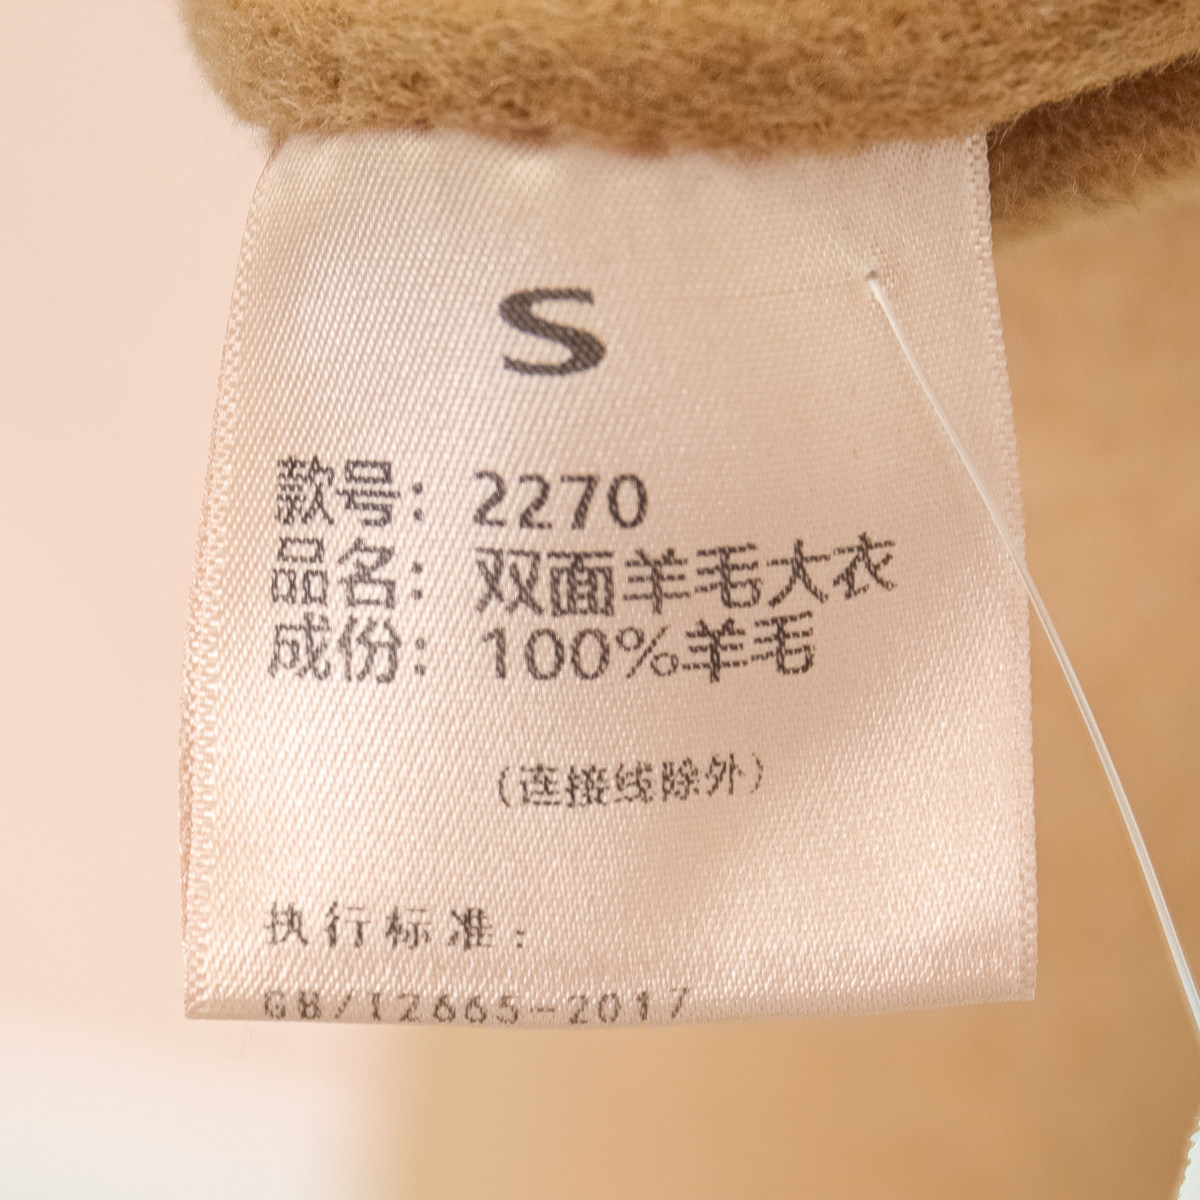 S
款号：2270
品名：双面羊毛大衣
成份：100%羊毛
（连接线除外）
执行标准：
GB/T2665-2017